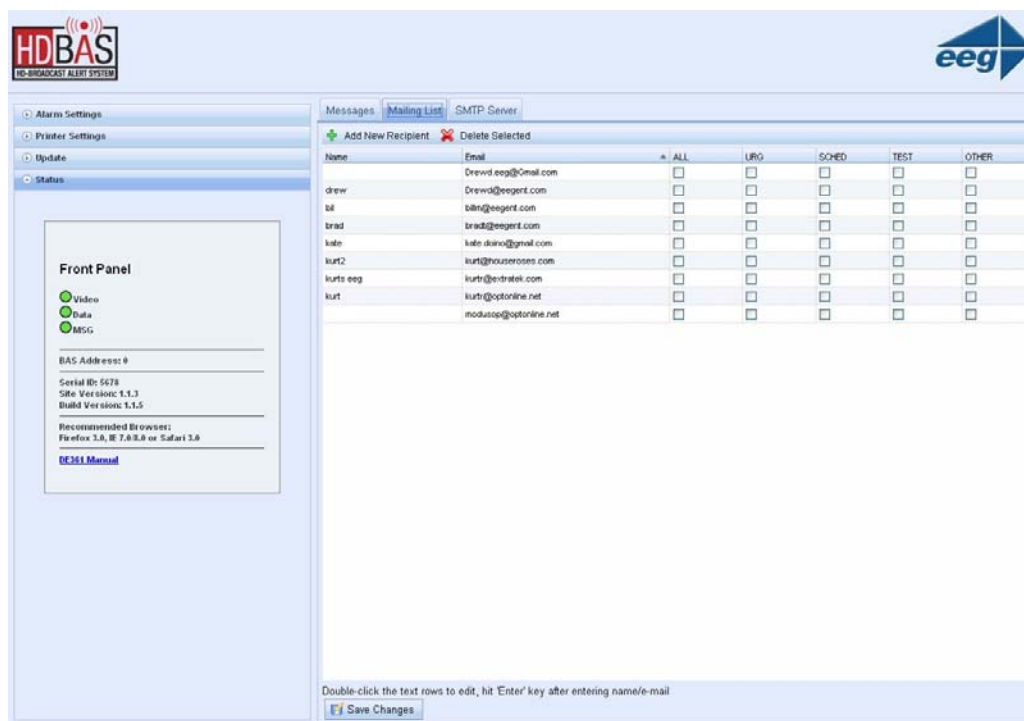 HDBAS
HD-BROADCAST ALERT SYSTEM
eeg
Alarm Settings
Printer Settings
Update
Status
Front Panel
Video
Data
MSG
BAS Address: 0
Serial ID: 5678
Site Version: 1.1.3
Build Version: 1.1.5
Recommended Browser:
Firefox 3.0, IE 7.0/8.0 or Safari 3.0
DE361 Manual
Messages Mailing List SMTP Server
Add New Recipient Delete Selected
Name Email ALL URG SCHED TEST OTHER
Drewd.eeg@Gmail.com
drew Drewd@eegent.com
bil billm@eegent.com
brad bradt@eegent.com
kate kate.doino@gmail.com
kurt2 kurt@houseroses.com
kurts eeg kurtr@extratek.com
kurt kurtr@optonline.net
modusop@optonline.net
Double-click the text rows to edit, hit 'Enter' key after entering name/e-mail
Save Changes